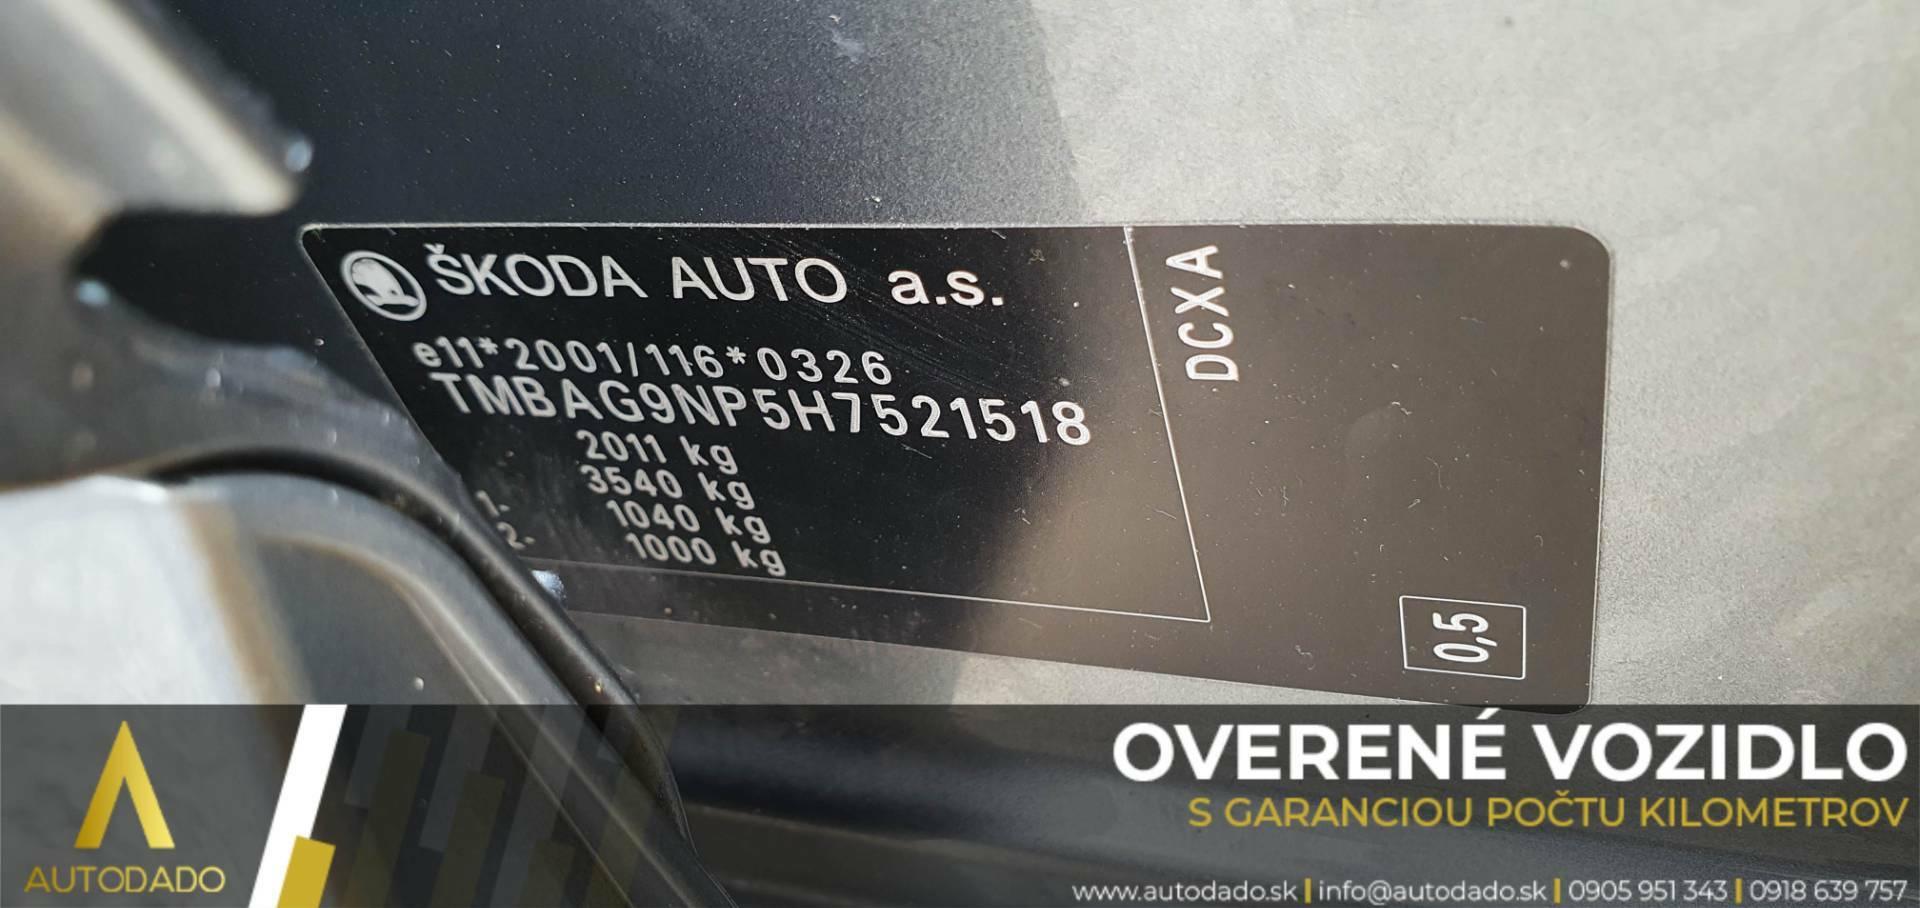 ŠKODA AUTO a.s.
e11*2001/116*0326
TMBAG9NP5H7521518
2011 kg
3540 kg
1- 1040 kg
2- 1000 kg
DCXA
0,5
AUTODADO
OVERENÉ VOZIDLO
S GARANCIOU POČTU KILOMETROV
www.autodado.sk | info@autodado.sk | 0905 951 343 | 0918 639 757